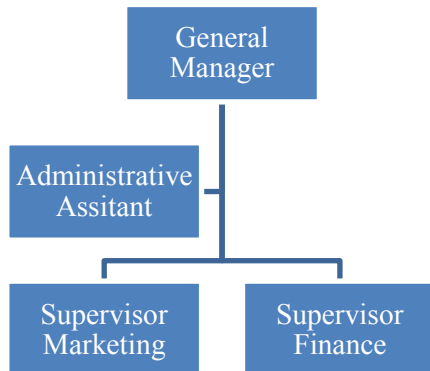 General
Manager
Administrative
Assitant
Supervisor
Marketing
Supervisor
Finance